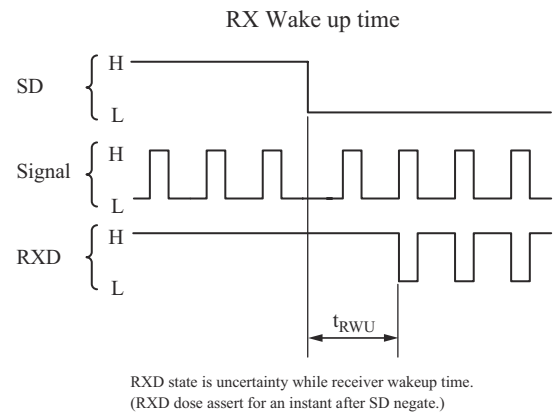 RX Wake up time
SD
H
L
Signal
H
L
RXD
H
L
tRWU
RXD state is uncertainty while receiver wakeup time.
(RXD dose assert for an instant after SD negate.)